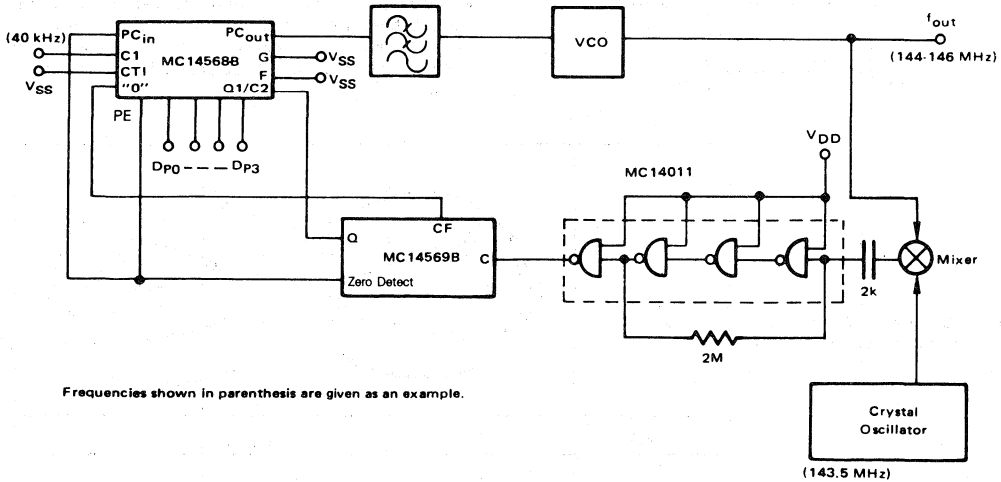 (40 kHz)
PCin
PCout
C1
MC14568B
G
VSS
CTI
F
VSS
VSS
"0"
Q1/C2
PE
DP0 - - - - DP3
VCO
fout
(144-146 MHz)
VDD
MC14011
CF
Q
MC14569B
C
Zero Detect
Mixer
2k
2M
Frequencies shown in parenthesis are given as an example.
Crystal
Oscillator
(143.5 MHz)